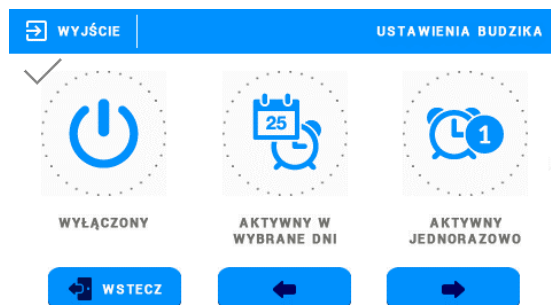 WYJŚCIE
USTAWIENIA BUDZIKA
25
1
WYŁĄCZONY
AKTYWNY W
WYBRANE DNI
AKTYWNY
JEDNORAZOWO
WSTECZ